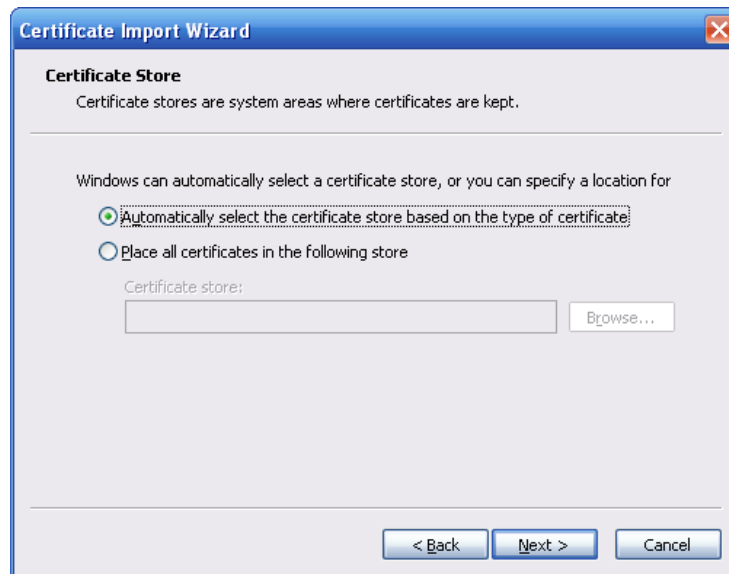 Certificate Import Wizard
Certificate Store
Certificate stores are system areas where certificates are kept.
Windows can automatically select a certificate store, or you can specify a location for
Automatically select the certificate store based on the type of certificate
Place all certificates in the following store
Certificate store:
Browse...
< Back Next > Cancel